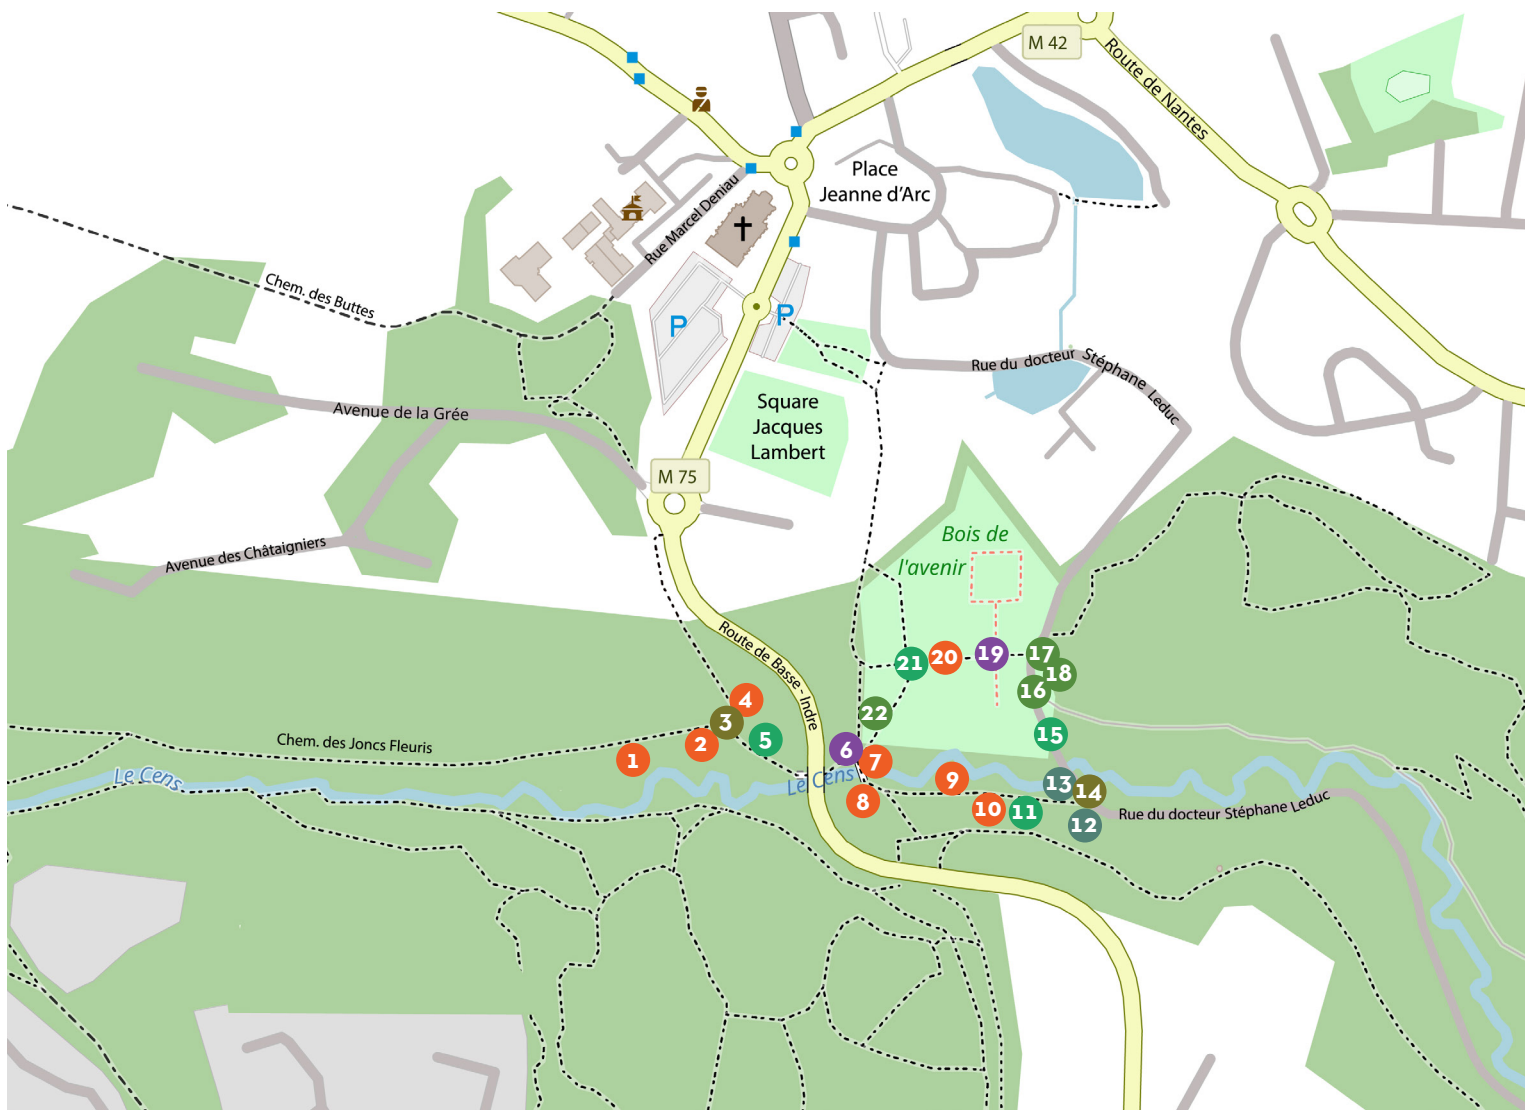 M 42
Route de Nantes
Place
Jeanne d'Arc
Rue Marcel Deniau
Chem. des Buttes
P
P
Rue du docteur Stéphane Leduc
Avenue de la Grée
Square
Jacques
Lambert
M 75
Bois de
l'avenir
Avenue des Châtaigniers
Route de Basse-Indre
21
20
19
17
18
16
4
3
22
15
5
2
1
6
7
Chem. des Joncs Fleuris
Le Cens
Le Cens
8
9
10
11
13
14
12
Rue du docteur Stéphane Leduc